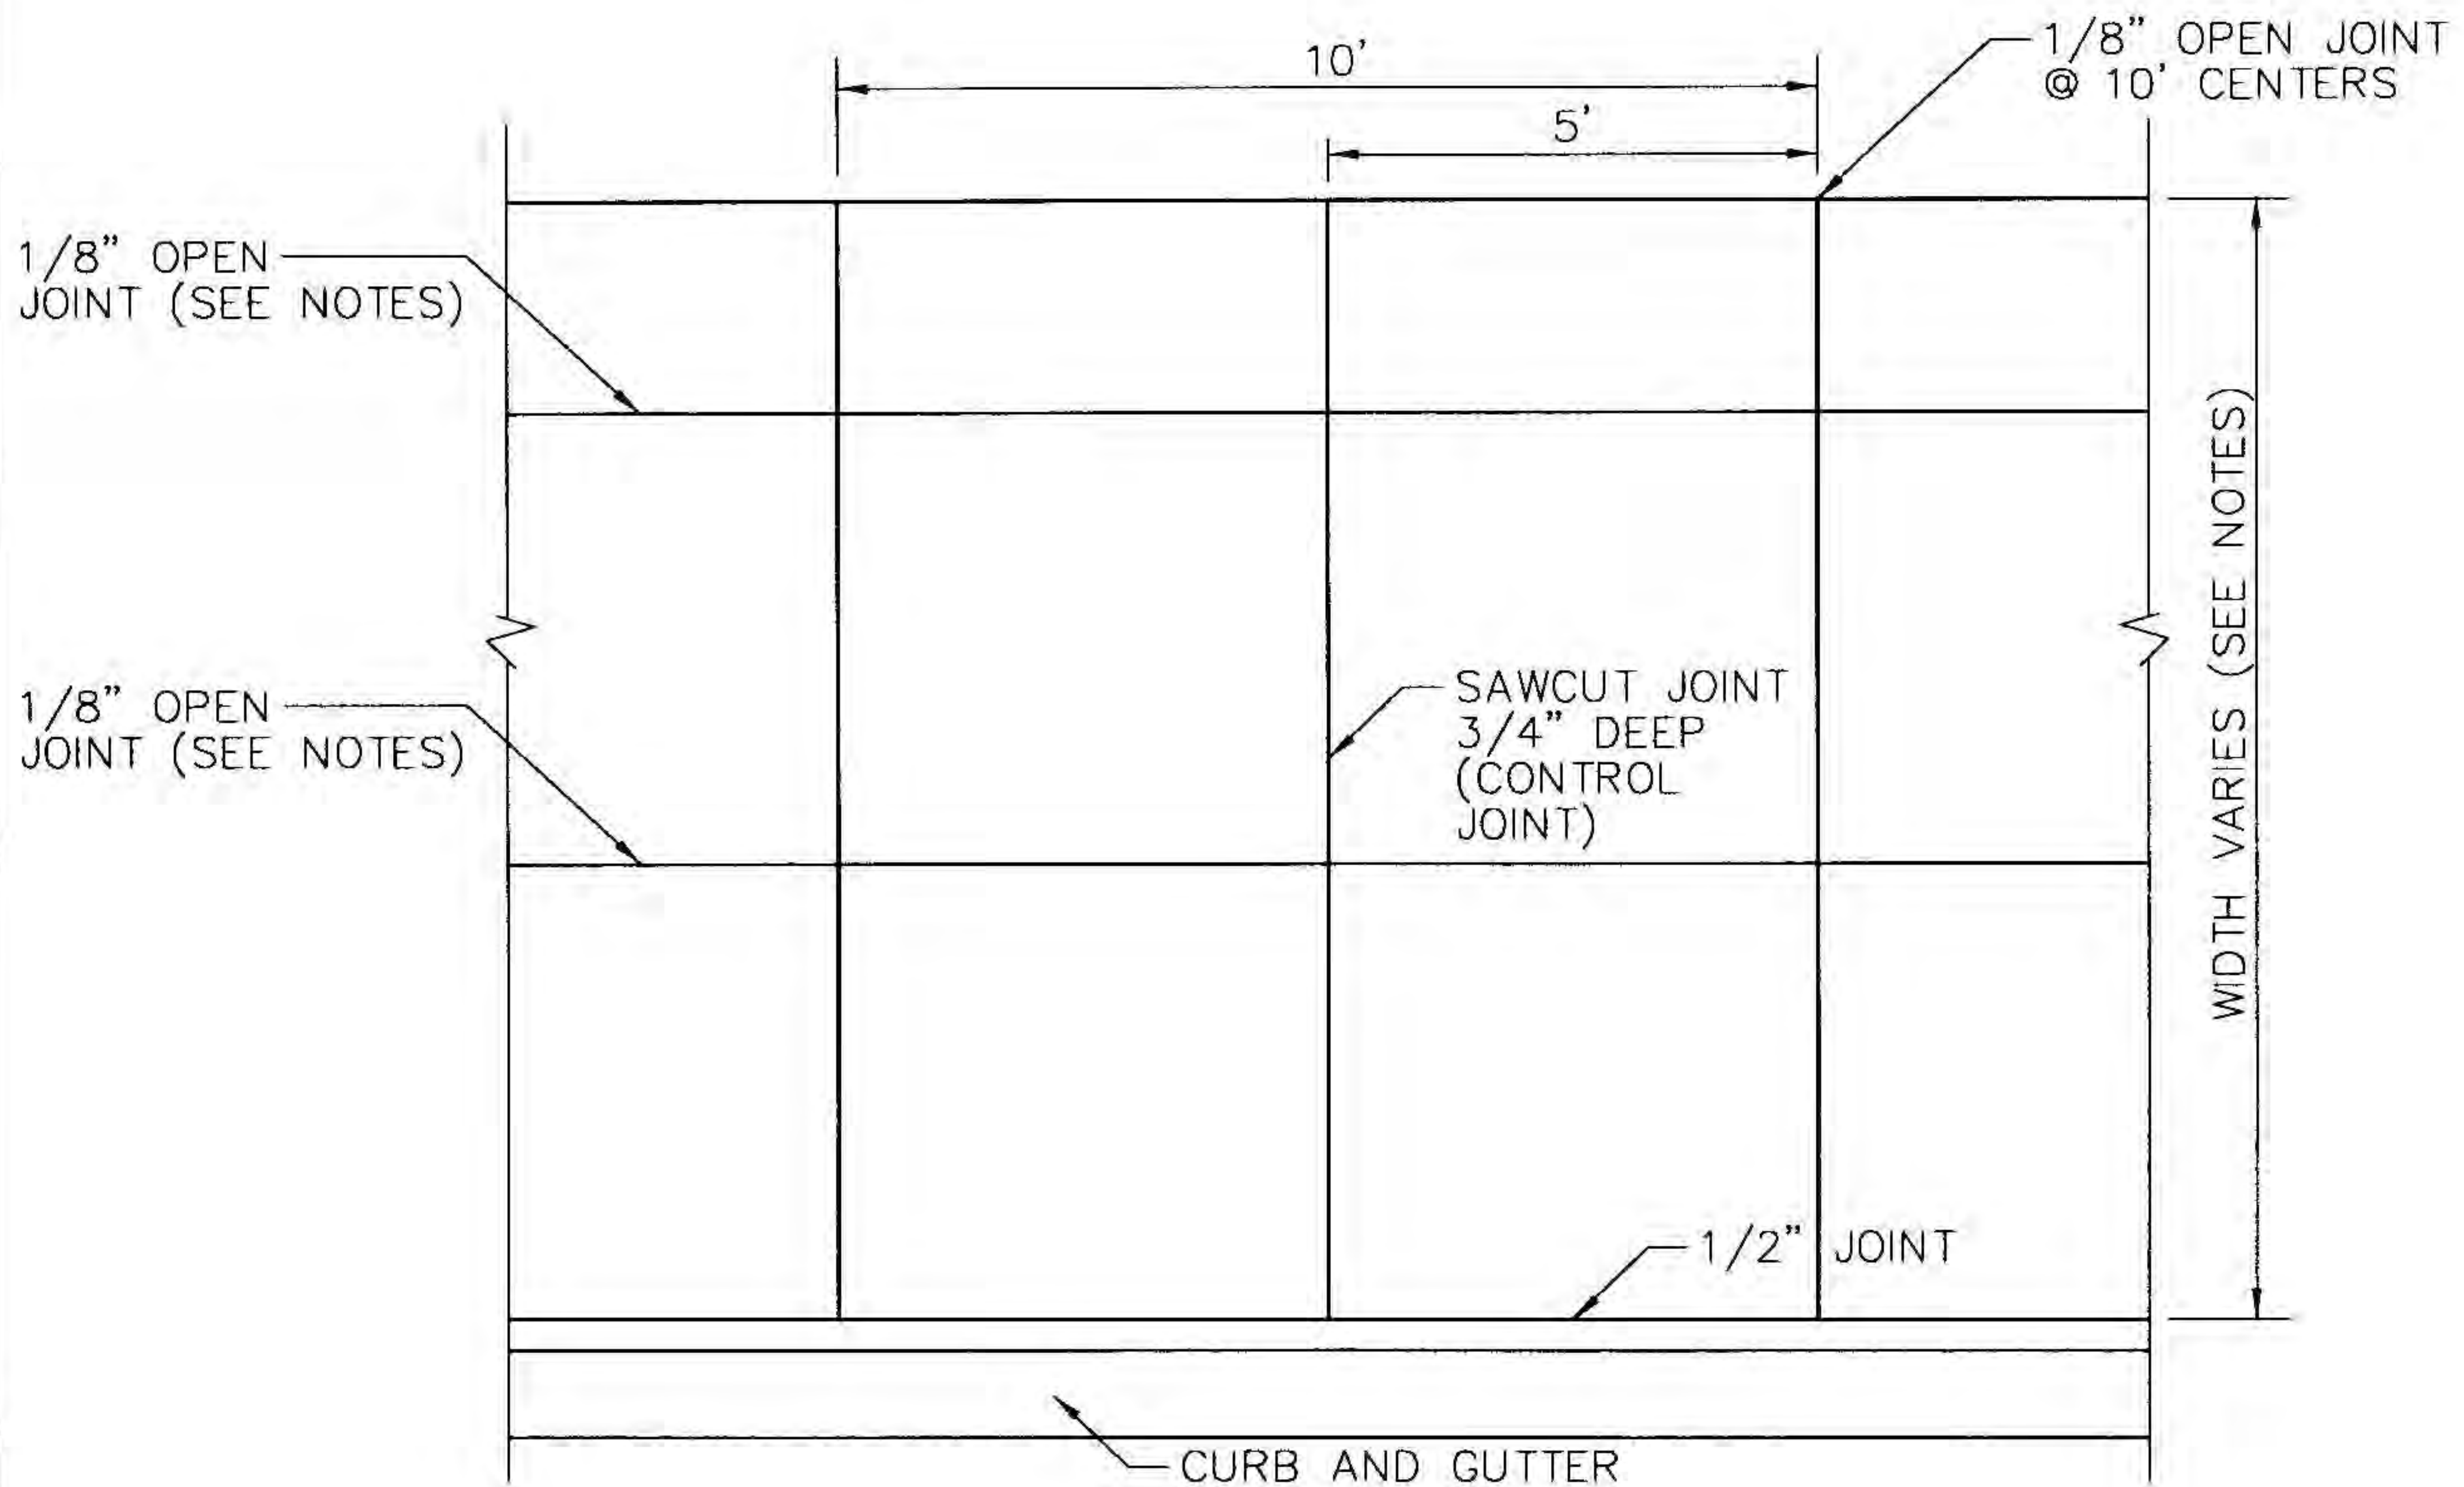 1/8" OPEN JOINT
@ 10' CENTERS
10'
5'
1/8" OPEN
JOINT (SEE NOTES)
WIDTH VARIES (SEE NOTES)
1/8" OPEN
JOINT (SEE NOTES)
SAWCUT JOINT
3/4" DEEP
(CONTROL
JOINT)
1/2" JOINT
CURB AND GUTTER